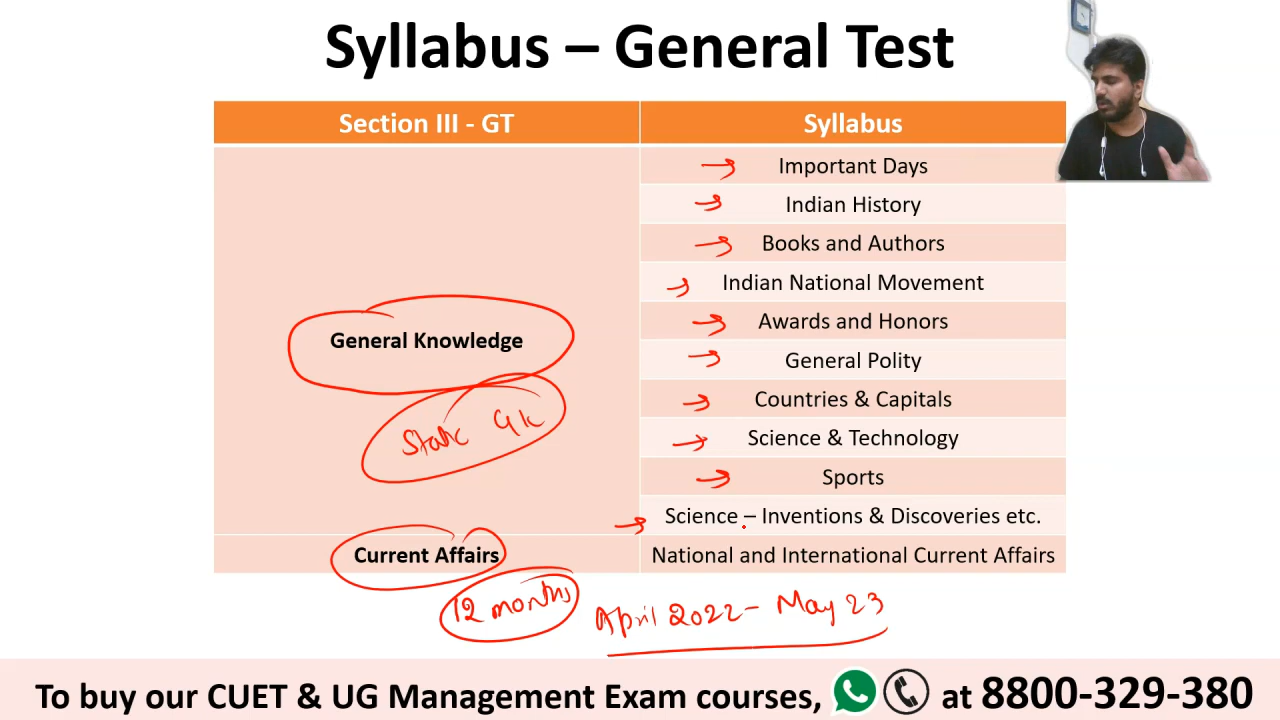 Syllabus – General Test
Section III - GT
Syllabus
General Knowledge
Static GK
Important Days
Indian History
Books and Authors
Indian National Movement
Awards and Honors
General Polity
Countries & Capitals
Science & Technology
Sports
Science – Inventions & Discoveries etc.
Current Affairs
National and International Current Affairs
12 months
April 2022 – May 23
To buy our CUET & UG Management Exam courses, at 8800-329-380